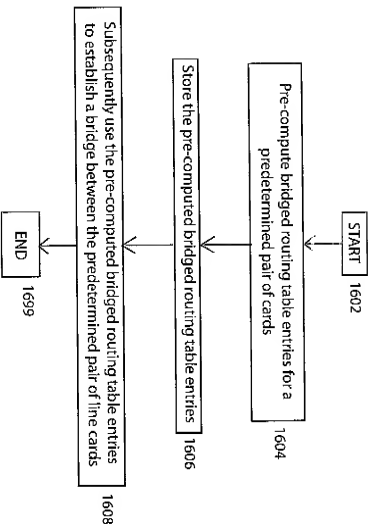 START
1602
Pre-compute bridged routing table entries for a
predetermined pair of cards
1604
Store the pre-computed bridged routing table entries
1606
Subsequently use the pre-computed bridged routing table entries
to establish a bridge between the predetermined pair of line cards
1608
END
1699